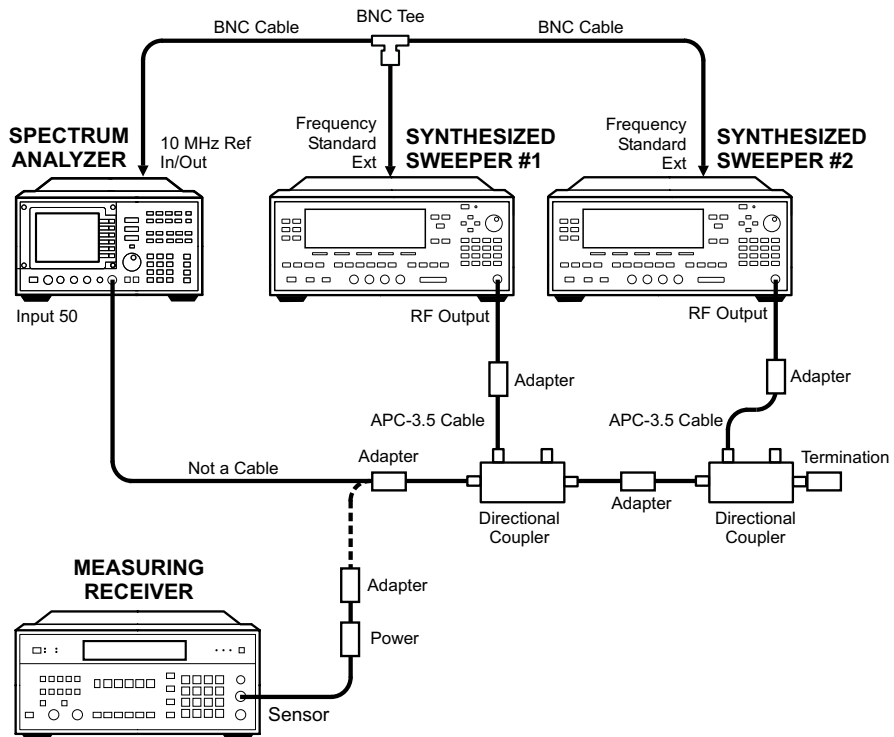 BNC Tee
BNC Cable
BNC Cable
SPECTRUM
ANALYZER
10 MHz Ref
In/Out
Frequency
Standard
Ext
SYNTHESIZED
SWEEPER #1
Frequency
Standard
Ext
SYNTHESIZED
SWEEPER #2
Input 50
RF Output
RF Output
Adapter
Adapter
APC-3.5 Cable
APC-3.5 Cable
Not a Cable
Adapter
Termination
Adapter
Directional
Coupler
Directional
Coupler
MEASURING
RECEIVER
Adapter
Power
Sensor